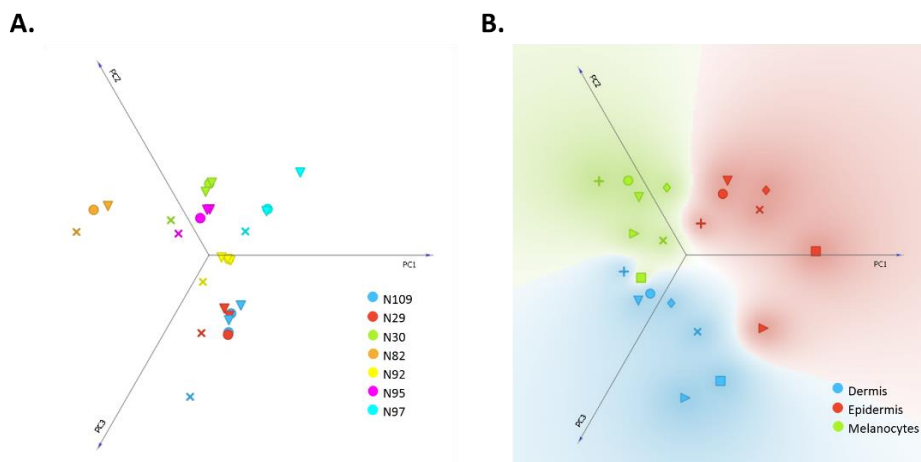 A.
B.
PC2
PC1
PC3
N109
N29
N30
N82
N92
N95
N97
PC2
PC1
PC3
Dermis
Epidermis
Melanocytes